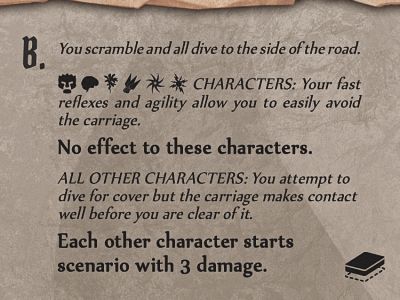 B.
You scramble and all dive to the side of the road.
CHARACTERS: Your fast
reflexes and agility allow you to easily avoid
the carriage.
No effect to these characters.
ALL OTHER CHARACTERS: You attempt to
dive for cover but the carriage makes contact
well before you are clear of it.
Each other character starts
scenario with 3 damage.